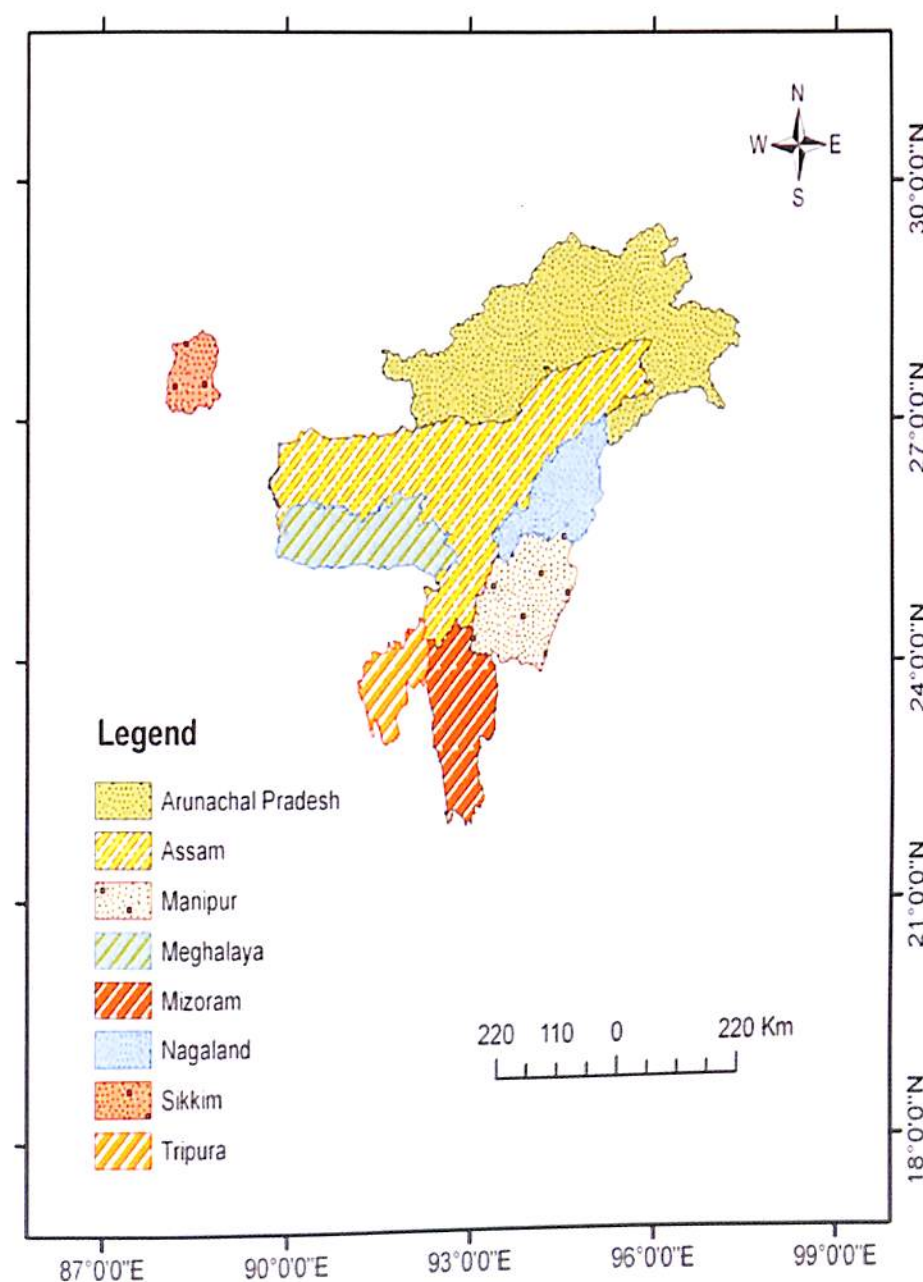 N
W E
S
30°0'0"N
27°0'0"N
24°0'0"N
21°0'0"N
18°0'0"N
Legend
Arunachal Pradesh
Assam
Manipur
Meghalaya
Mizoram
Nagaland
Sikkim
Tripura
220 110 0 220 Km
87°0'0"E 90°0'0"E 93°0'0"E 96°0'0"E 99°0'0"E